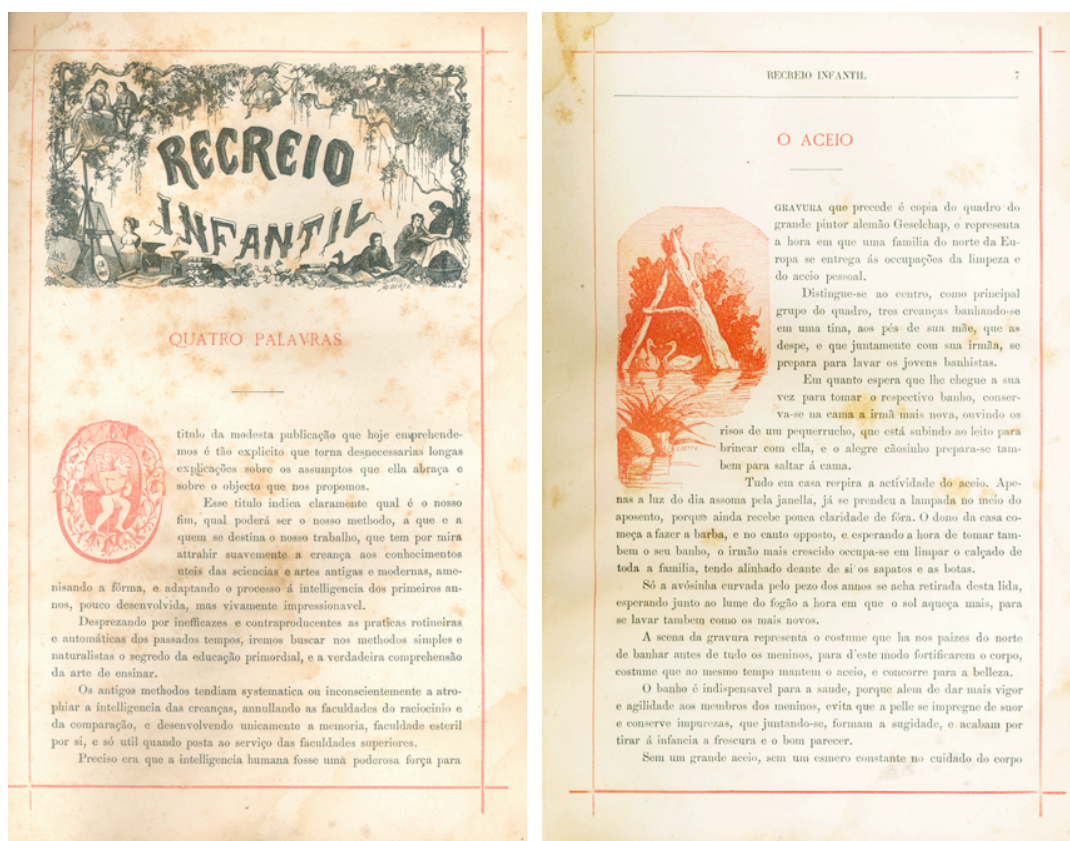 RECREIO
INFANTIL
QUATRO PALAVRAS
O titulo da modesta publicação que hoje emprehende-
mos é tão explicito que torna desnecessarias longas
explicações sobre os assumptos que ella abraça e
sobre o objecto que nos propomos.
Esse titulo indica claramente qual é o nosso
fim, qual poderá ser o nosso methodo, a que e a
quem se destina o nosso trabalho, que tem por mira
attrahir suavemente a creança aos conhecimentos
uteis das sciencias e artes antigas e modernas, ame-
nisando a fórma, e adaptando o processo á intelligencia dos primeiros an-
nos, pouco desenvolvida, mas vivamente impressionavel.
Desprezando por inefficazes e contraproducentes as praticas rotineiras
e automáticas dos passados tempos, iremos buscar nos methodos simples e
naturalistas o segredo da educação primordial, e a verdadeira comprehensão
da arte de ensinar.
Os antigos methodos tendiam systematica ou inconscientemente a atro-
phiar a intelligencia das creanças, annullando as faculdades do raciocinio e
da comparação, e desenvolvendo unicamente a memoria, faculdade esteril
por si, e só util quando posta ao serviço das faculdades superiores.
Preciso era que a intelligencia humana fosse uma poderosa força para
RECREIO INFANTIL 7
O ACEIO
A GRAVURA que precede é copia do quadro do
grande pintor alemão Geselchap, e representa
a hora em que uma familia do norte da Eu-
ropa se entrega ás occupações da limpeza e
do aceio pessoal.
Distingue-se ao centro, como principal
grupo do quadro, tres creanças banhando-se
em uma tina, aos pés de sua mãe, que as
despe, e que juntamente com sua irmãa, se
prepara para lavar os jovens banhistas.
Em quanto espera que lhe chegue a sua
vez para tomar o respectivo banho, conser-
va-se na cama a irmã mais nova, ouvindo os
risos de um pequerrucho, que está subindo ao leito para
brincar com ella, e o alegre cãosinho prepara-se tam-
bem para saltar á cama.
Tudo em casa rerpira a actividade do aceio. Ape-
nas a luz do dia assoma pela janella, já se prendeu a lampada no meio do
aposento, porque ainda recebe pouca claridade de fóra. O dono da casa co-
meça a fazer a barba, e no canto opposto, e esperando a hora de tomar tam-
bem o seu banho, o irmão mais crescido occupa-se em limpar o calçado de
toda a familia, tendo alinhado deante de si os sapatos e as botas.
Só a avósinha curvada pelo pezo dos annos se acha retirada desta lida,
esperando junto ao lume do fogão a hora em que o sol aqueça mais, para
se lavar tambem como os mais novos.
A scena da gravura representa o costume que ha nos paizes do norte
de banhar antes de tudo os meninos, para d'este modo fortificarem o corpo,
costume que ao mesmo tempo mantem o aceio, e concorre para a belleza.
O banho é indispensavel para a saude, porque alem de dar mais vigor
e agilidade aos membros dos meninos, evita que a pelle se impregne de suor
e conserve impurezas, que juntando-se, formam a sugidade, e acabam por
tirar á infancia a frescura e o bom parecer.
Sem um grande aceio, sem um esmero constante no cuidado do corpo